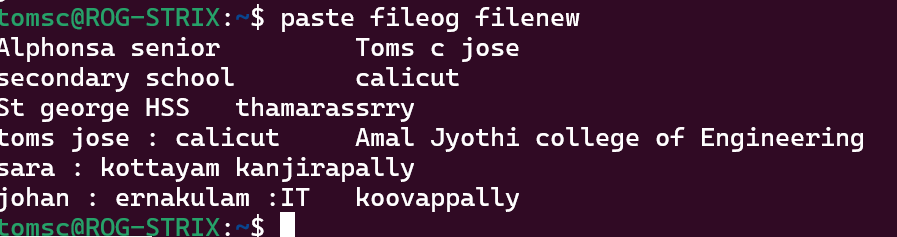 tomsc@ROG-STRIX:~$ paste fileog filenew
Alphonsa senior         Toms c jose
secondary school        calicut
St george HSS   thamarassrry
toms jose : calicut     Amal Jyothi college of Engineering
sara : kottayam kanjirapally
johan : ernakulam :IT   koovappally
tomsc@ROG-STRIX:~$